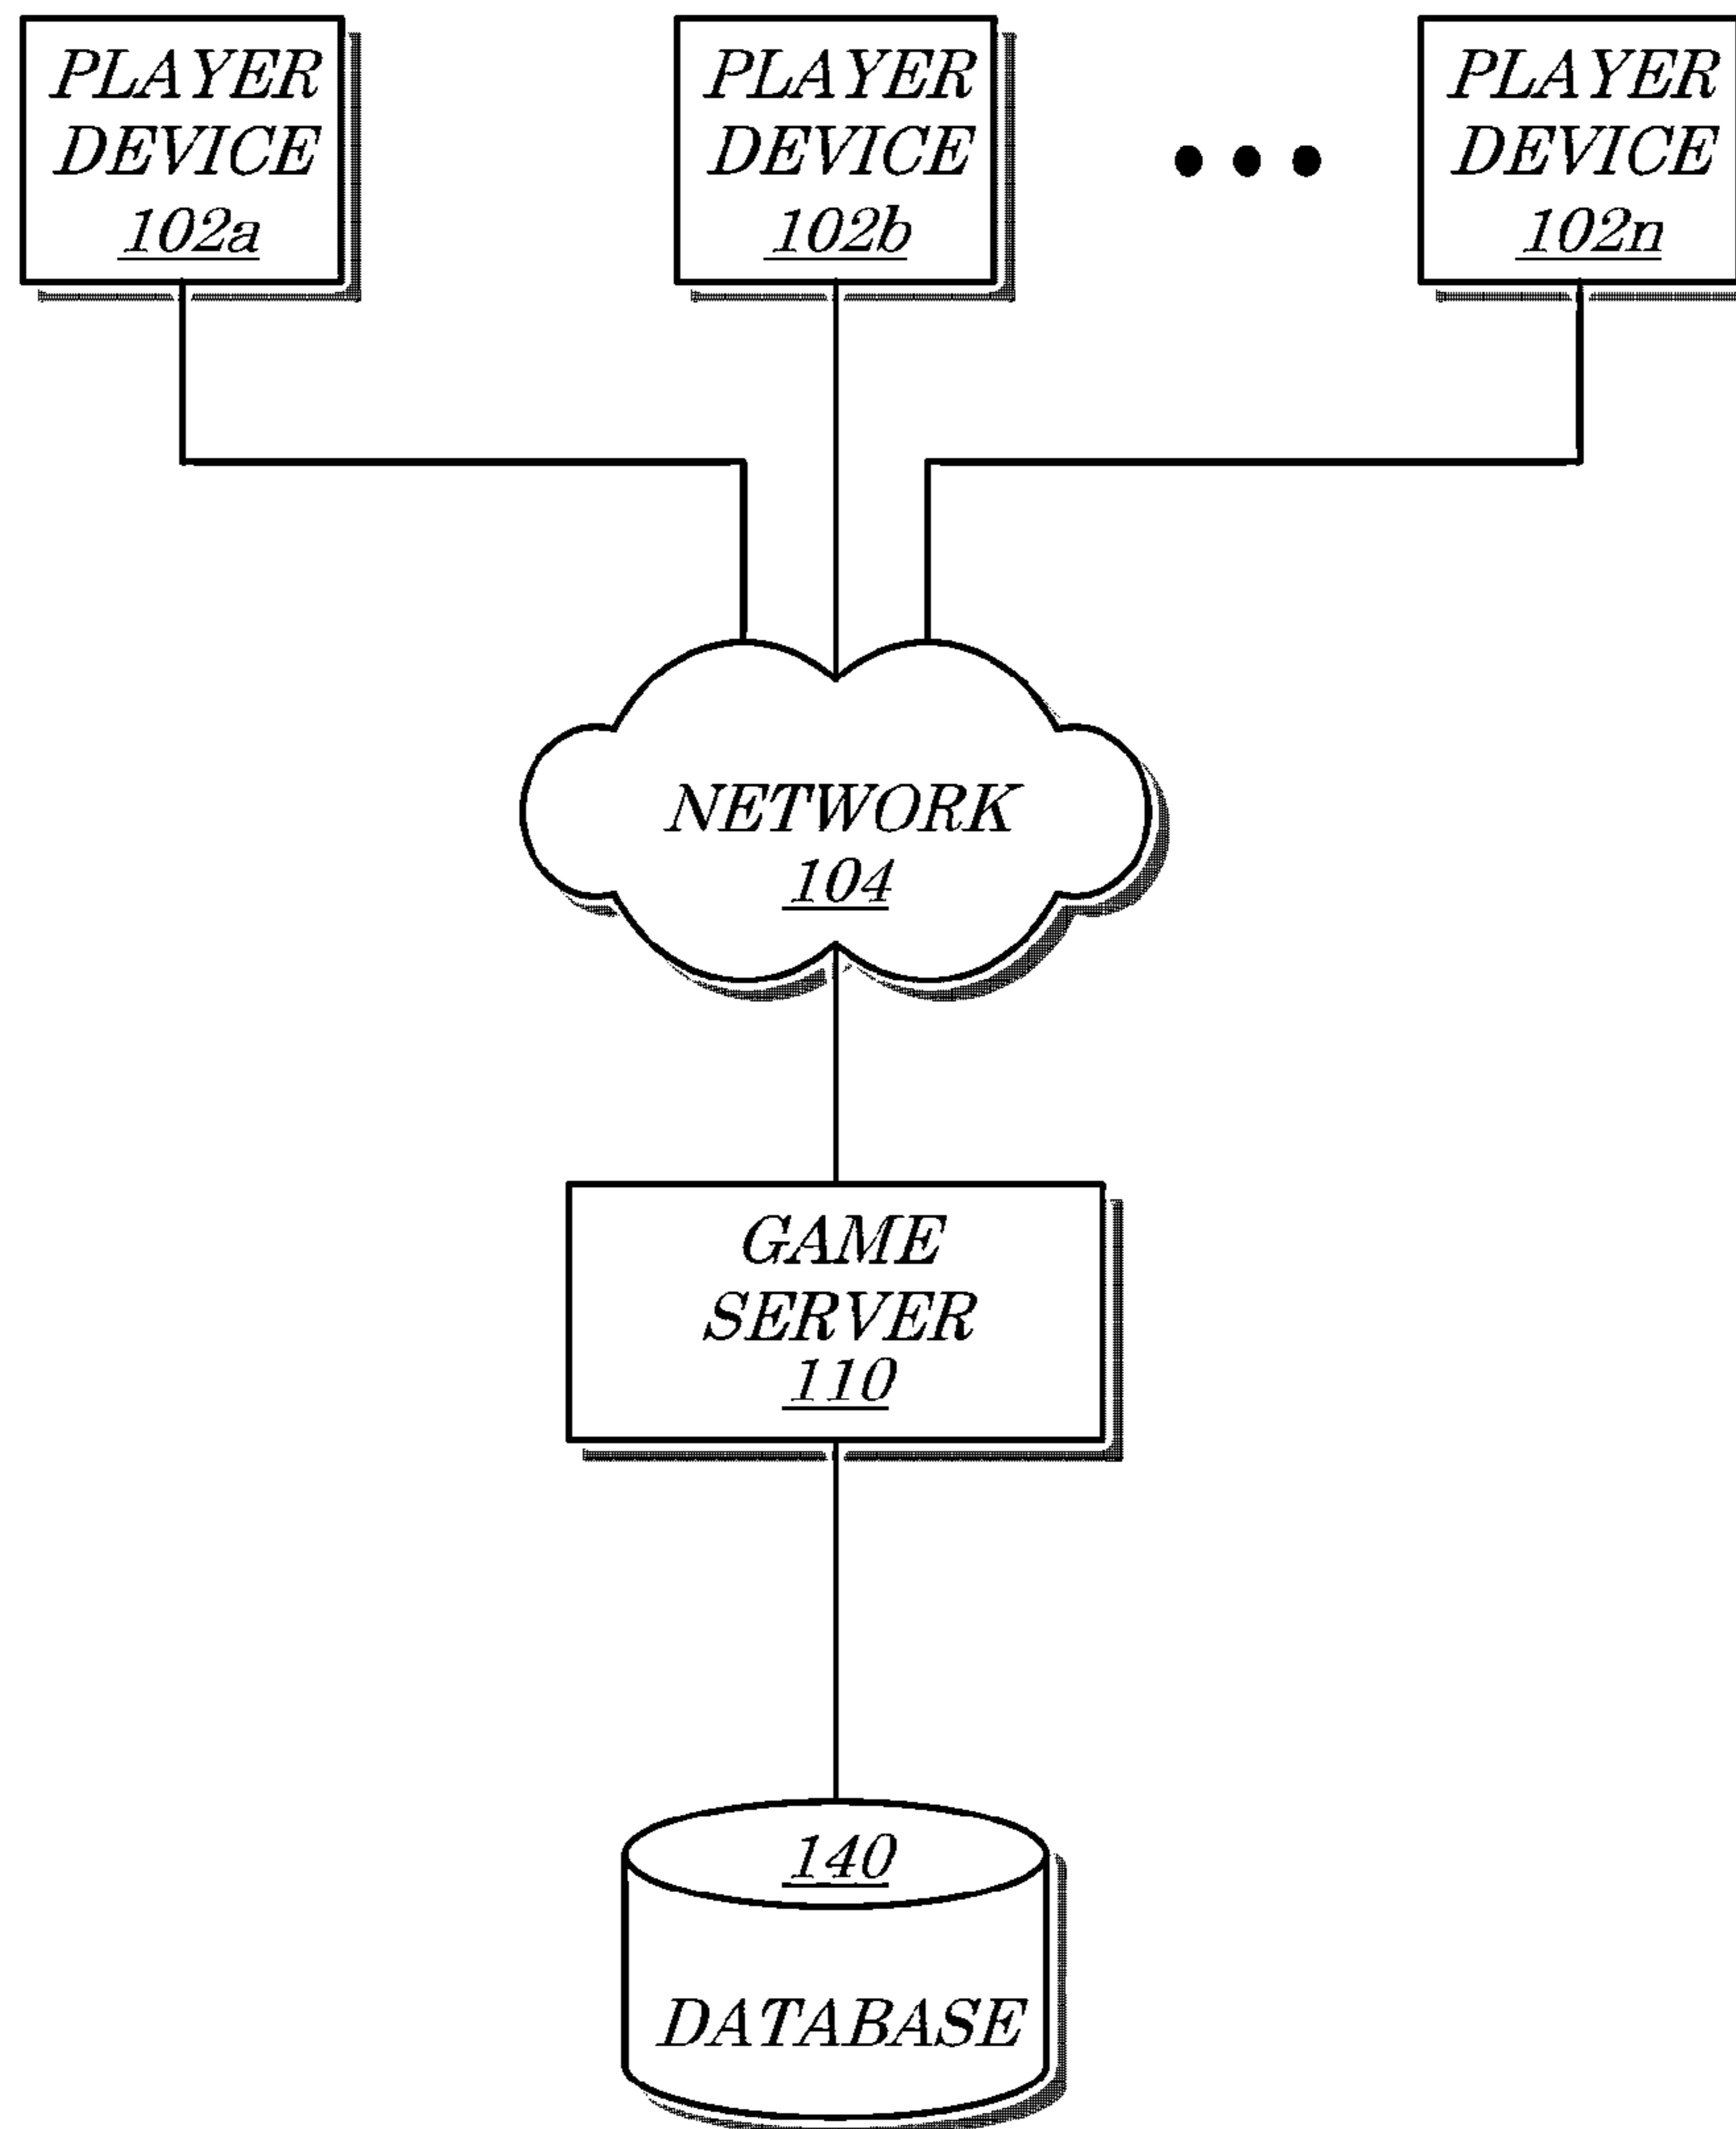 PLAYER
DEVICE
102a
PLAYER
DEVICE
102b
PLAYER
DEVICE
102n
NETWORK
104
GAME
SERVER
110
140
DATABASE